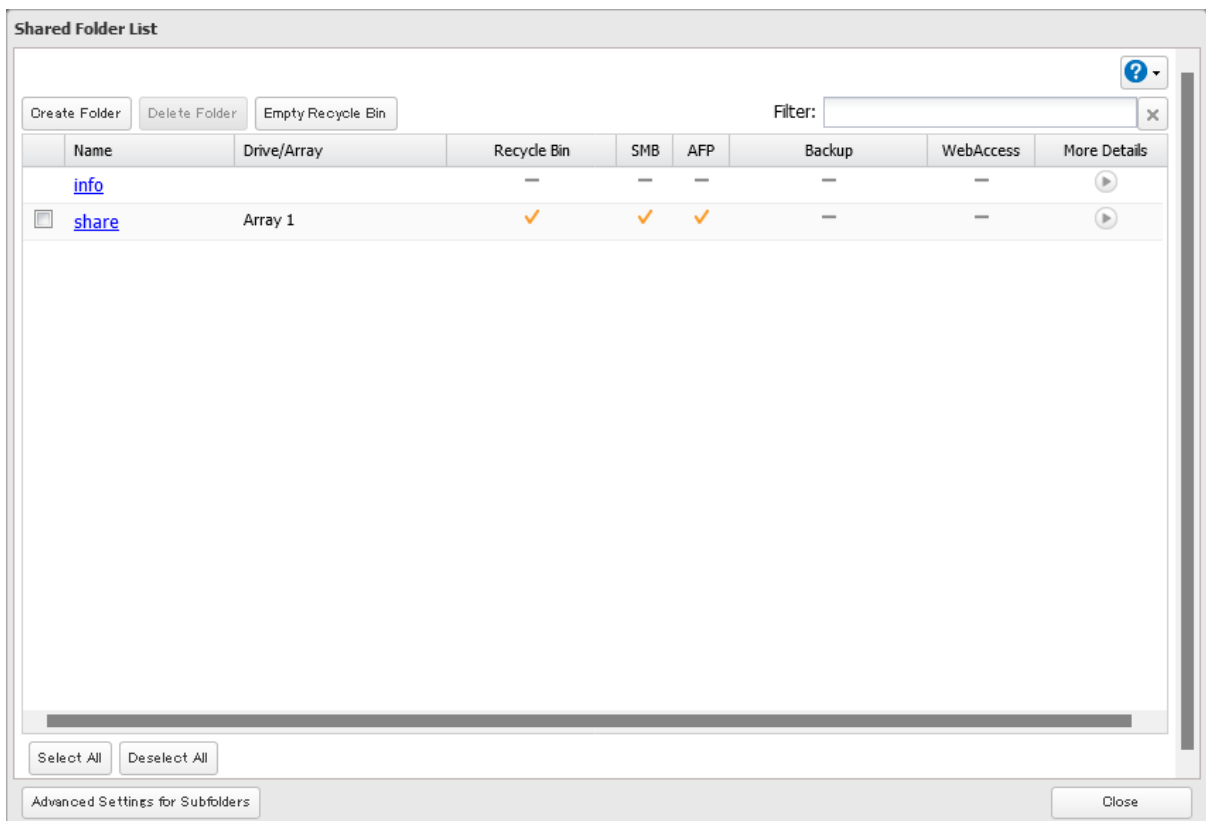 Shared Folder List
Create Folder Delete Folder Empty Recycle Bin Filter:
Name Drive/Array Recycle Bin SMB AFP Backup WebAccess More Details
info
share Array 1
Select All Deselect All
Advanced Settings for Subfolders Close